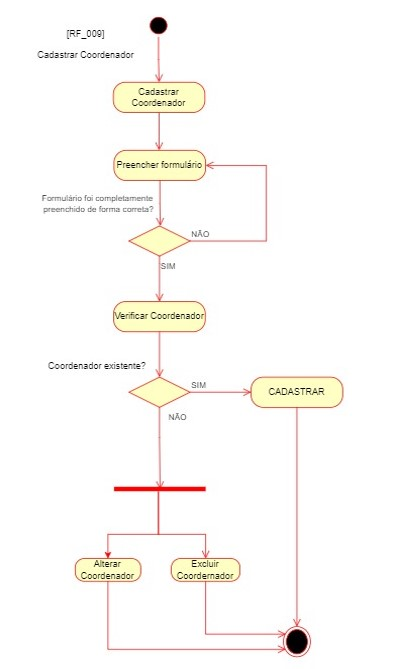 [RF_009]
Cadastrar Coordenador
Cadastrar
Coordenador
Preencher formulário
Formulário foi completamente
preenchido de forma correta?
NÃO
SIM
Verificar Coordenador
Coordenador existente?
SIM
CADASTRAR
NÃO
Alterar
Coordenador
Excluir
Coordernador